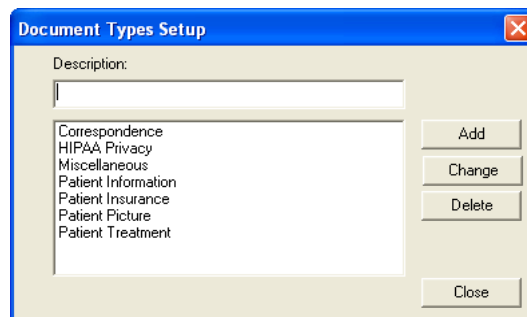 Document Types Setup
Description:
Correspondence
HIPAA Privacy
Miscellaneous
Patient Information
Patient Insurance
Patient Picture
Patient Treatment
Add
Change
Delete
Close